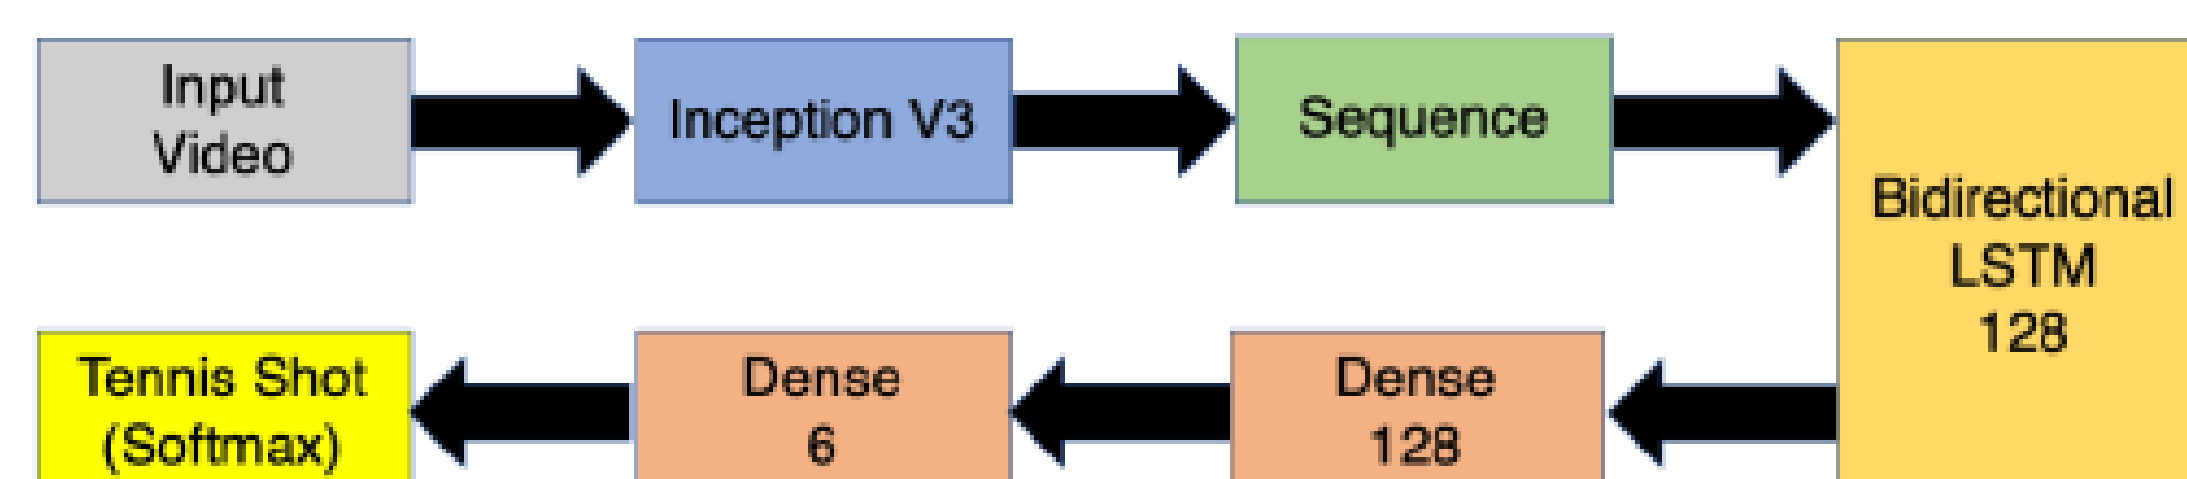 Input
Video
Inception V3
Sequence
Bidirectional
LSTM
128
Dense
128
Dense
6
Tennis Shot
(Softmax)